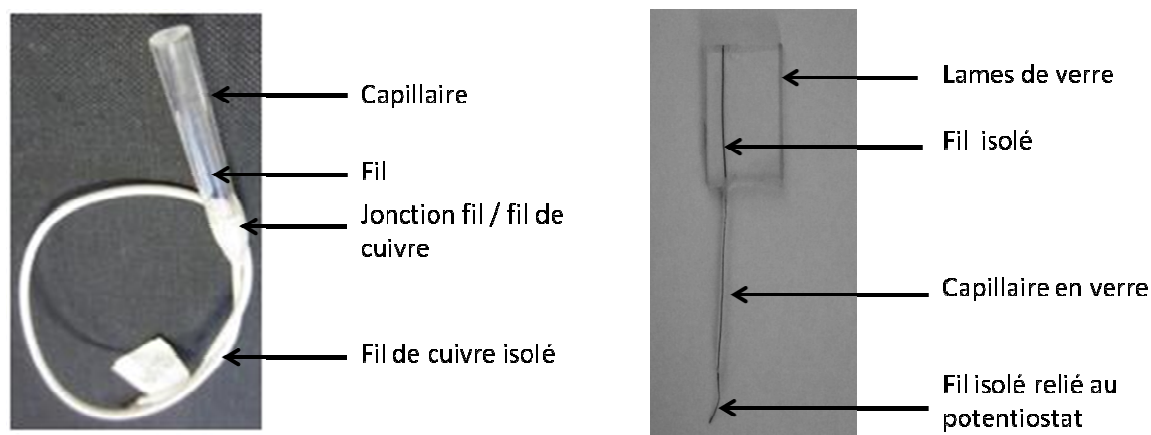 Capillaire
Fil
Jonction fil / fil de
cuivre
Fil de cuivre isolé
Lames de verre
Fil isolé
Capillaire en verre
Fil isolé relié au
potentiostat